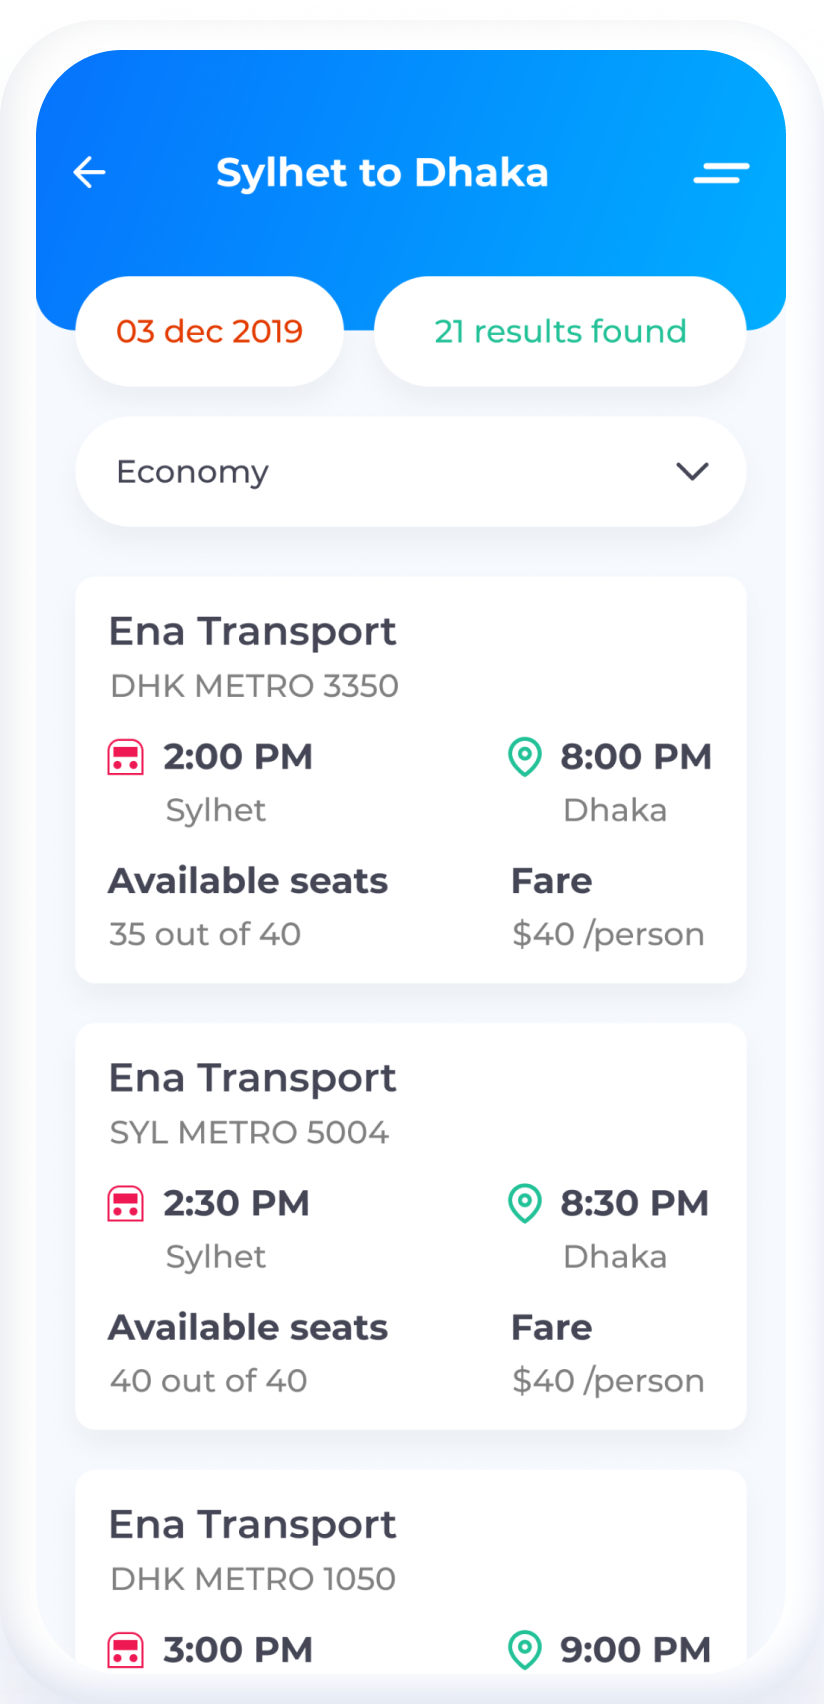 Sylhet to Dhaka
03 dec 2019 21 results found
Economy
Ena Transport
DHK METRO 3350
2:00 PM 8:00 PM
Sylhet Dhaka
Available seats Fare
35 out of 40 $40 /person
Ena Transport
SYL METRO 5004
2:30 PM 8:30 PM
Sylhet Dhaka
Available seats Fare
40 out of 40 $40 /person
Ena Transport
DHK METRO 1050
3:00 PM 9:00 PM